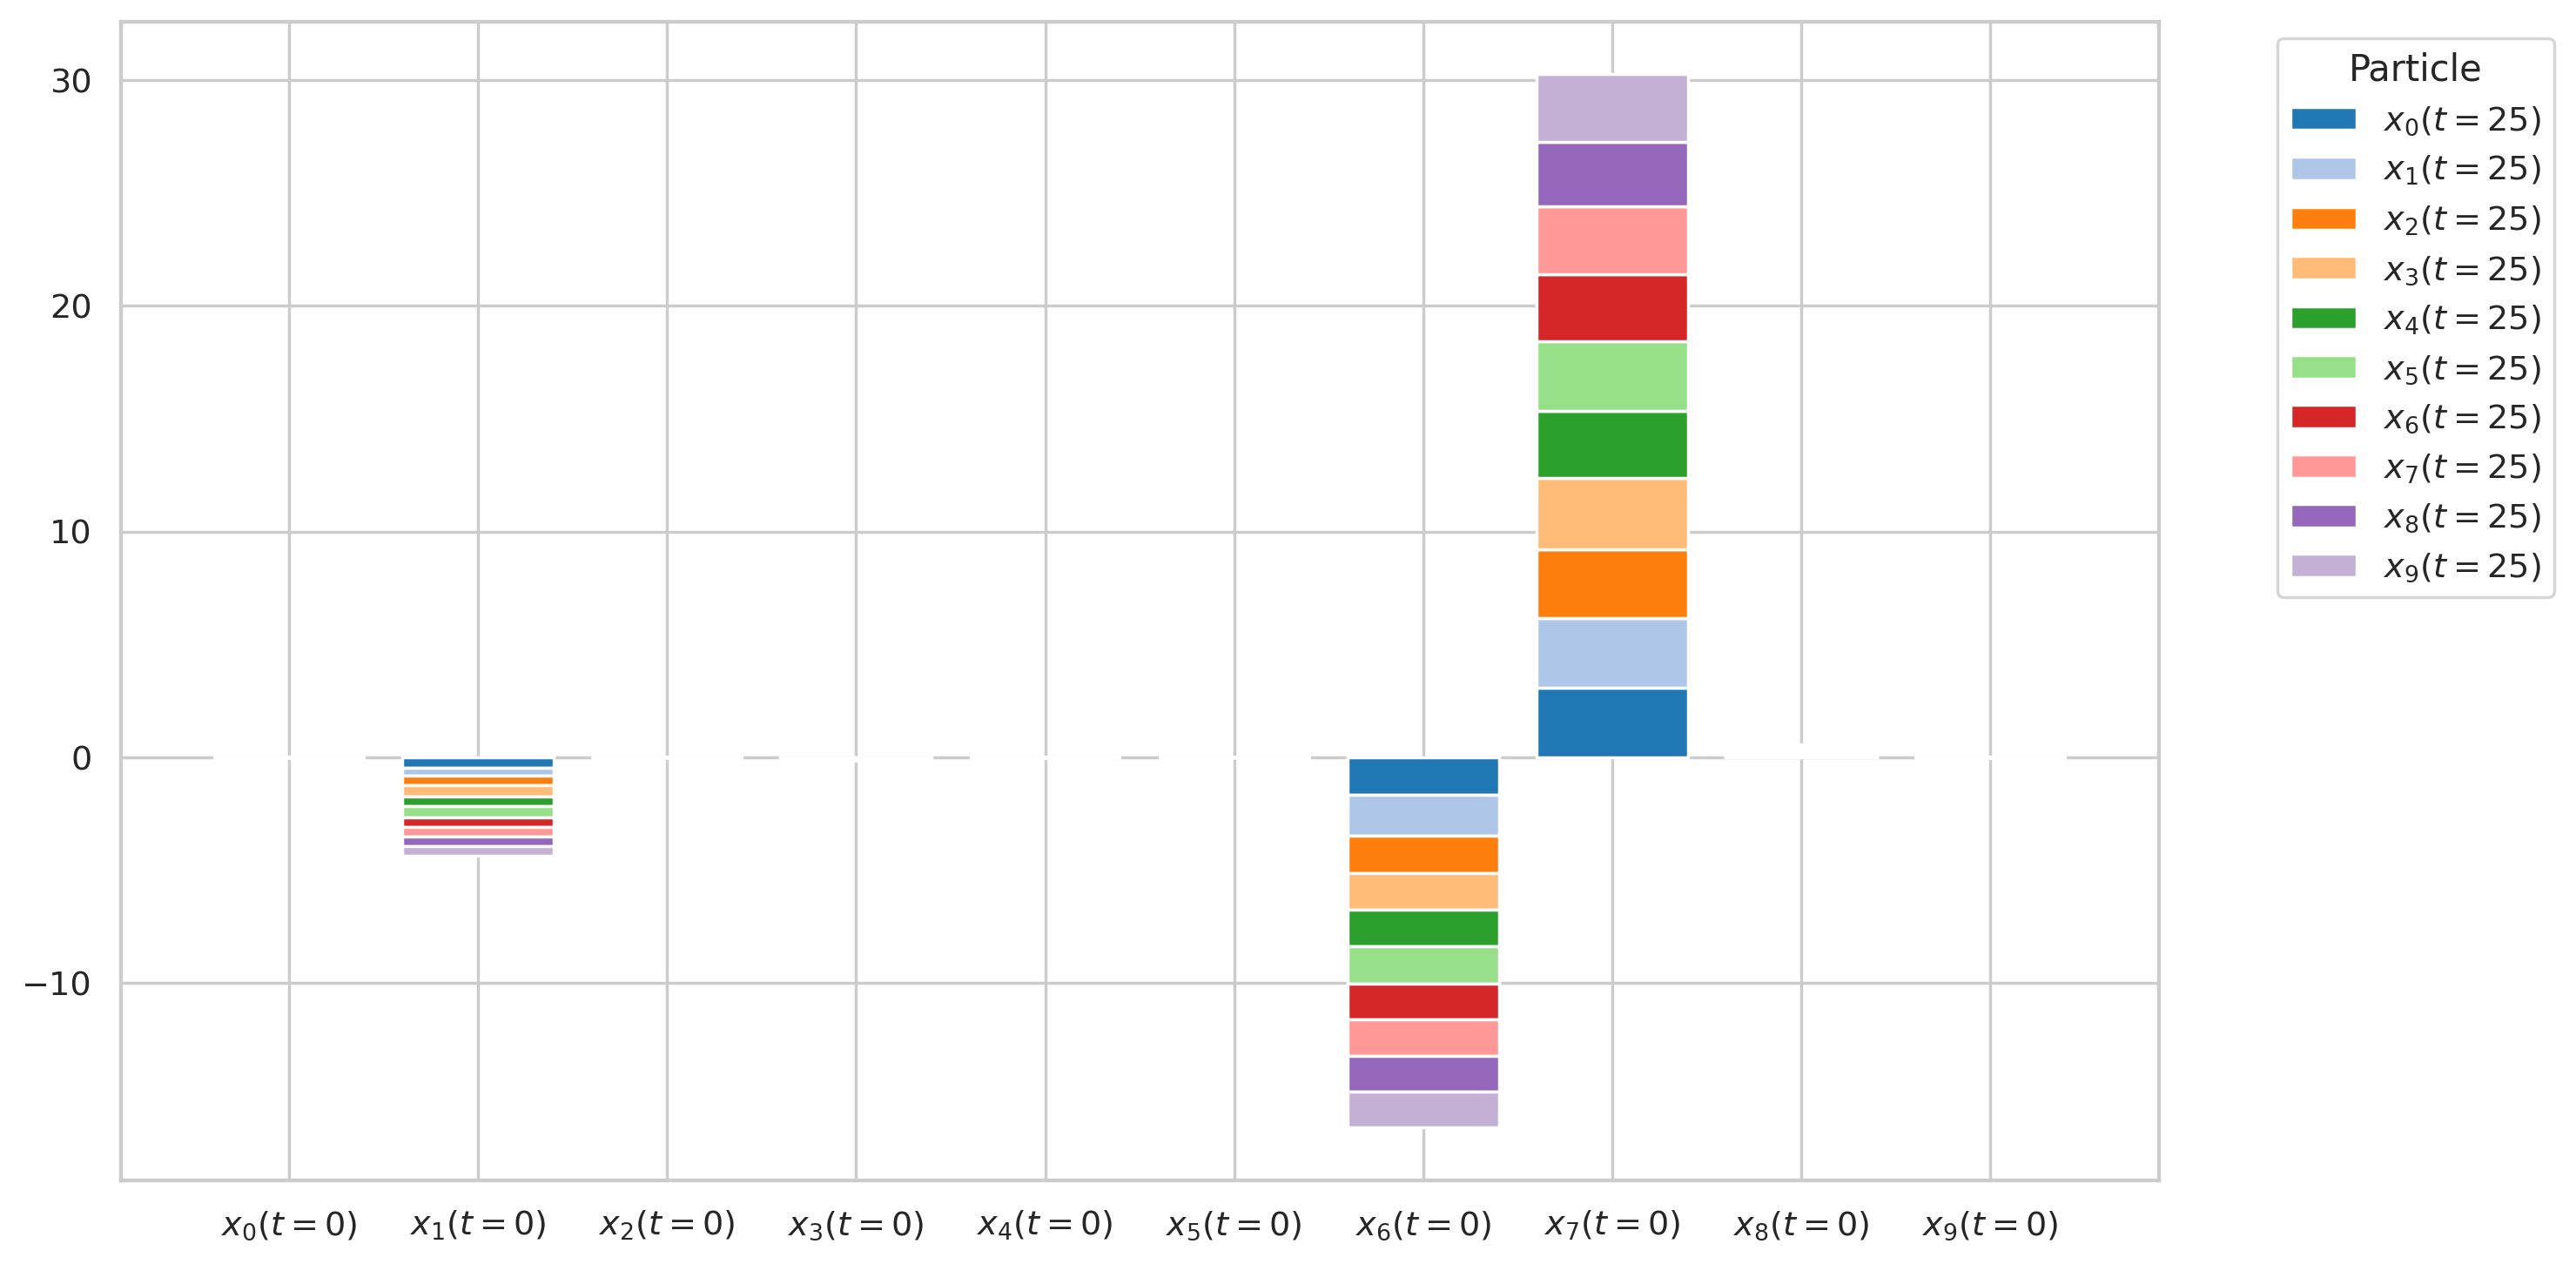 30
20
10
0
−10
x₀(t = 0) x₁(t = 0) x₂(t = 0) x₃(t = 0) x₄(t = 0) x₅(t = 0) x₆(t = 0) x₇(t = 0) x₈(t = 0) x₉(t = 0)
Particle
x₀(t = 25)
x₁(t = 25)
x₂(t = 25)
x₃(t = 25)
x₄(t = 25)
x₅(t = 25)
x₆(t = 25)
x₇(t = 25)
x₈(t = 25)
x₉(t = 25)